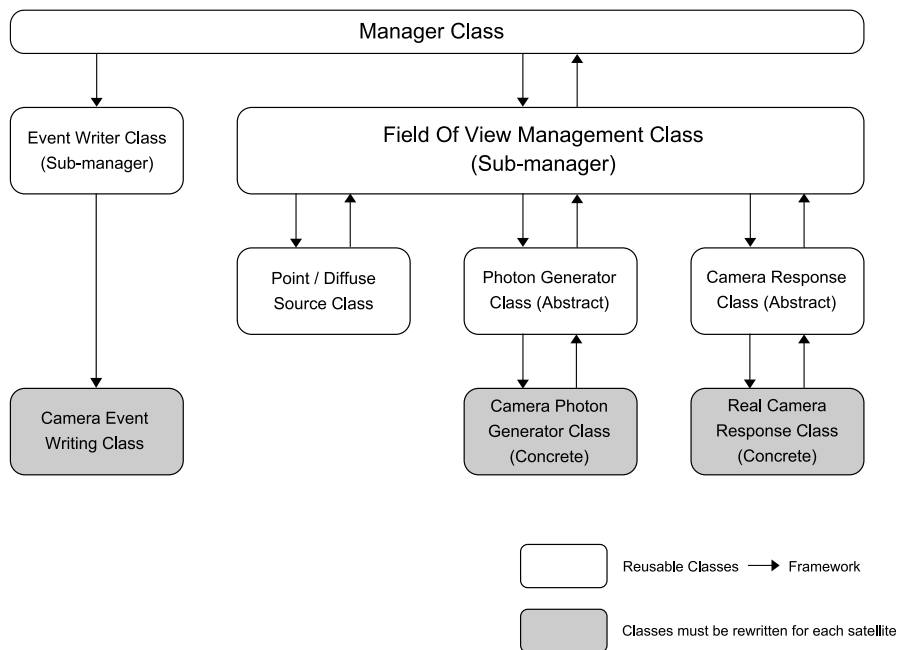 Manager Class
Event Writer Class
(Sub-manager)
Field Of View Management Class
(Sub-manager)
Point / Diffuse
Source Class
Photon Generator
Class (Abstract)
Camera Response
Class (Abstract)
Camera Event
Writing Class
Camera Photon
Generator Class
(Concrete)
Real Camera
Response Class
(Concrete)
Reusable Classes
Framework
Classes must be rewritten for each satellite